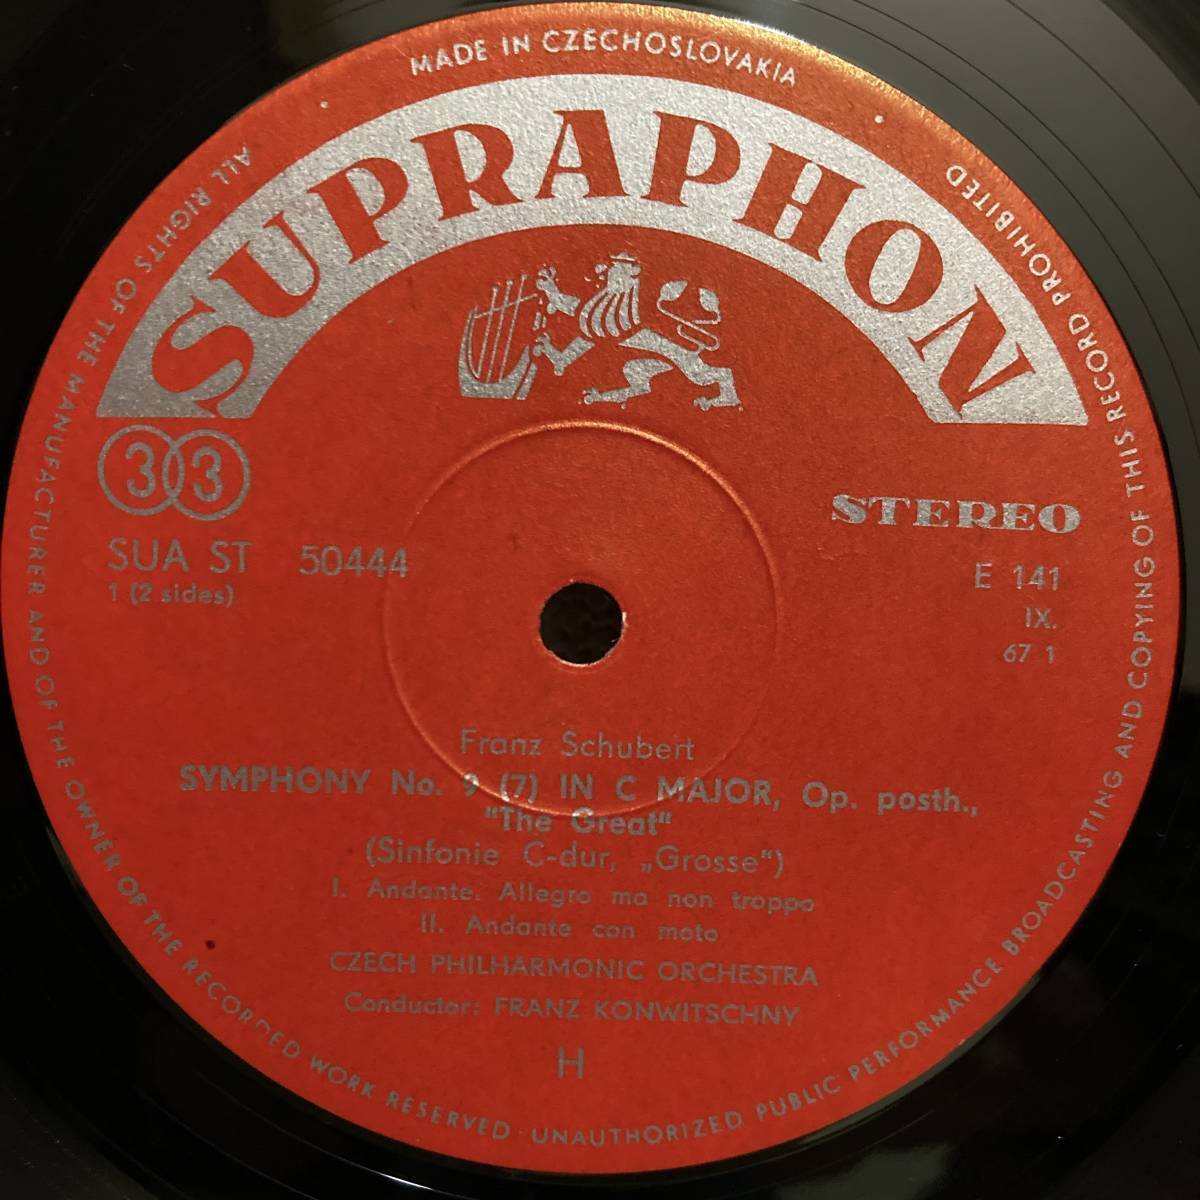 MADE IN CZECHOSLOVAKIA
SUPRAPHON
33
STEREO
SUA ST 50444
1 (2 sides)
E 141
IX.
67 1
Franz Schubert
SYMPHONY No. 9 (7) IN C MAJOR, Op. posth.,
"The Great"
(Sinfonie C-dur, „Grosse“)
I. Andante. Allegro ma non troppo
II. Andante con moto
CZECH PHILHARMONIC ORCHESTRA
Conductor: FRANZ KONWITSCHNY
H
ALL RIGHTS OF THE MANUFACTURER AND OF THE OWNER OF THE RECORDED WORK RESERVED · UNAUTHORIZED PUBLIC PERFORMANCE BROADCASTING AND COPYING OF THIS RECORD PROHIBITED